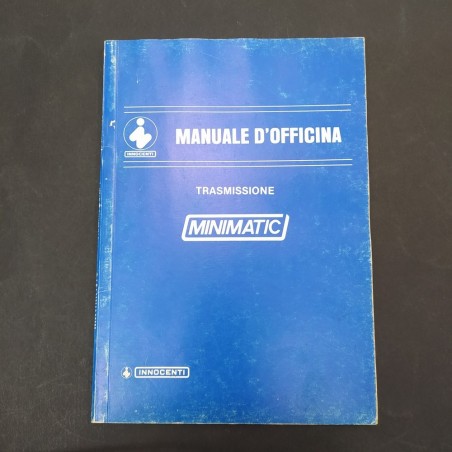 INNOCENTI
MANUALE D'OFFICINA
TRASMISSIONE
MINIMATIC
INNOCENTI